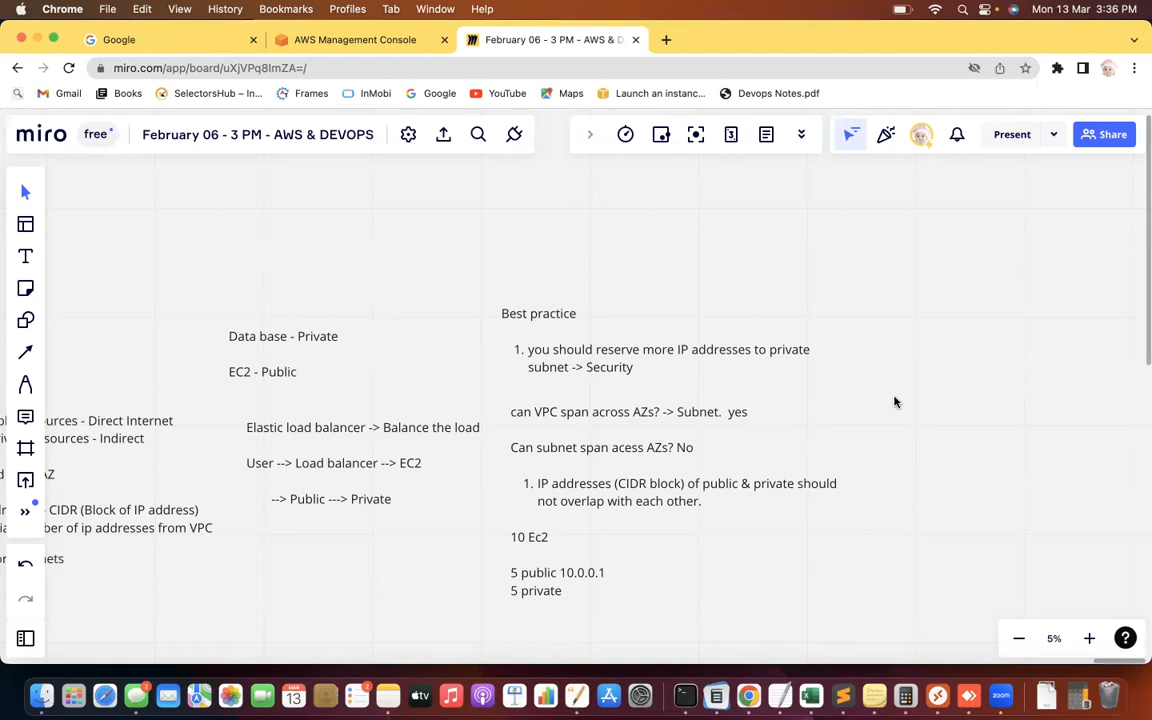 Chrome File Edit View History Bookmarks Profiles Tab Window Help Mon 13 Mar 3:36 PM
Google AWS Management Console February 06 - 3 PM - AWS & D
miro.com/app/board/uXjVPq8ImZA=/
Gmail Books SelectorsHub – In... Frames InMobi Google YouTube Maps Launch an instanc... Devops Notes.pdf
miro free February 06 - 3 PM - AWS & DEVOPS 3 Present Share
Best practice
Data base - Private
1. you should reserve more IP addresses to private
subnet -> Security
EC2 - Public
can VPC span across AZs? -> Subnet. yes
urces - Direct Internet
Elastic load balancer -> Balance the load
sources - Indirect
Can subnet span acess AZs? No
User --> Load balancer --> EC2
AZ
1. IP addresses (CIDR block) of public & private should
not overlap with each other.
--> Public ---> Private
CIDR (Block of IP address)
ber of ip addresses from VPC
10 Ec2
nets
5 public 10.0.0.1
5 private
5%
13
tv
zoom